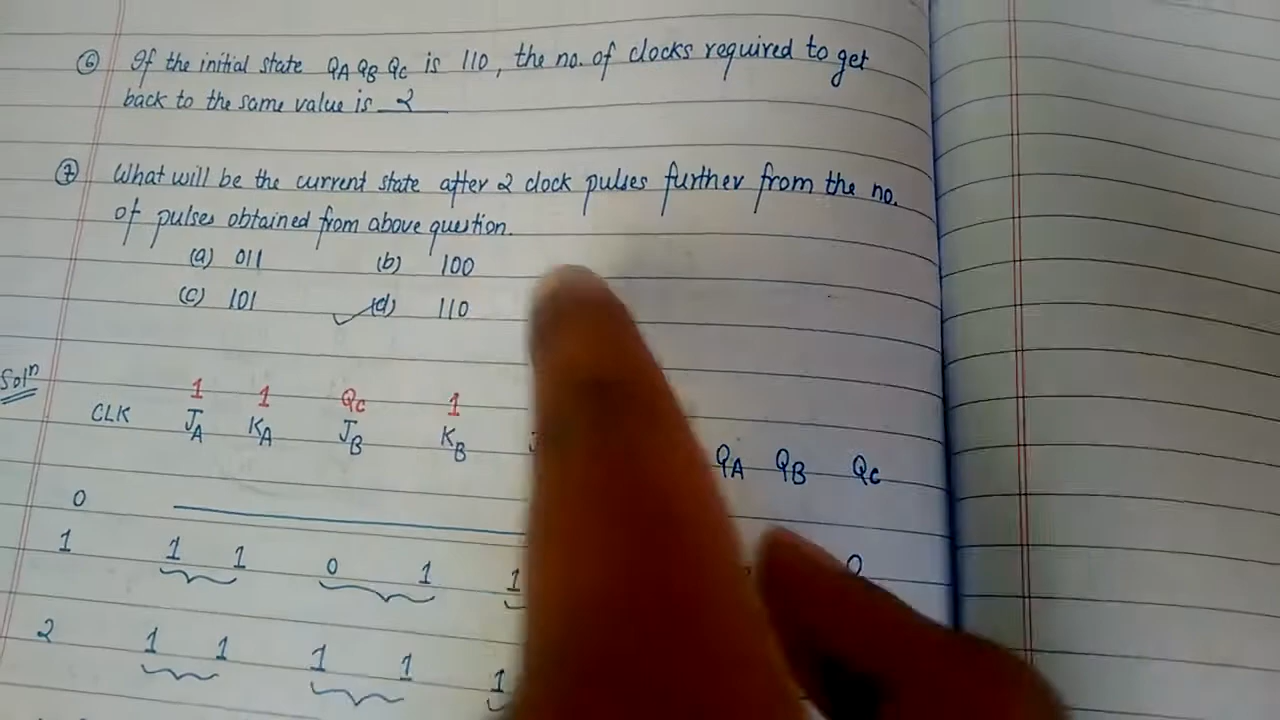 ⑥ If the initial state QA QB QC is 110, the no. of clocks required to get
back to the same value is 2
⑦ What will be the current state after 2 clock pulses further from the no.
of pulses obtained from above question.
(a) 011 (b) 100
(c) 101 (d) 110
Solⁿ
1 1 QC 1
CLK JA KA JB KB QA QB QC
0
1 1 1 0 1 1 0
2 1 1 1 1 1